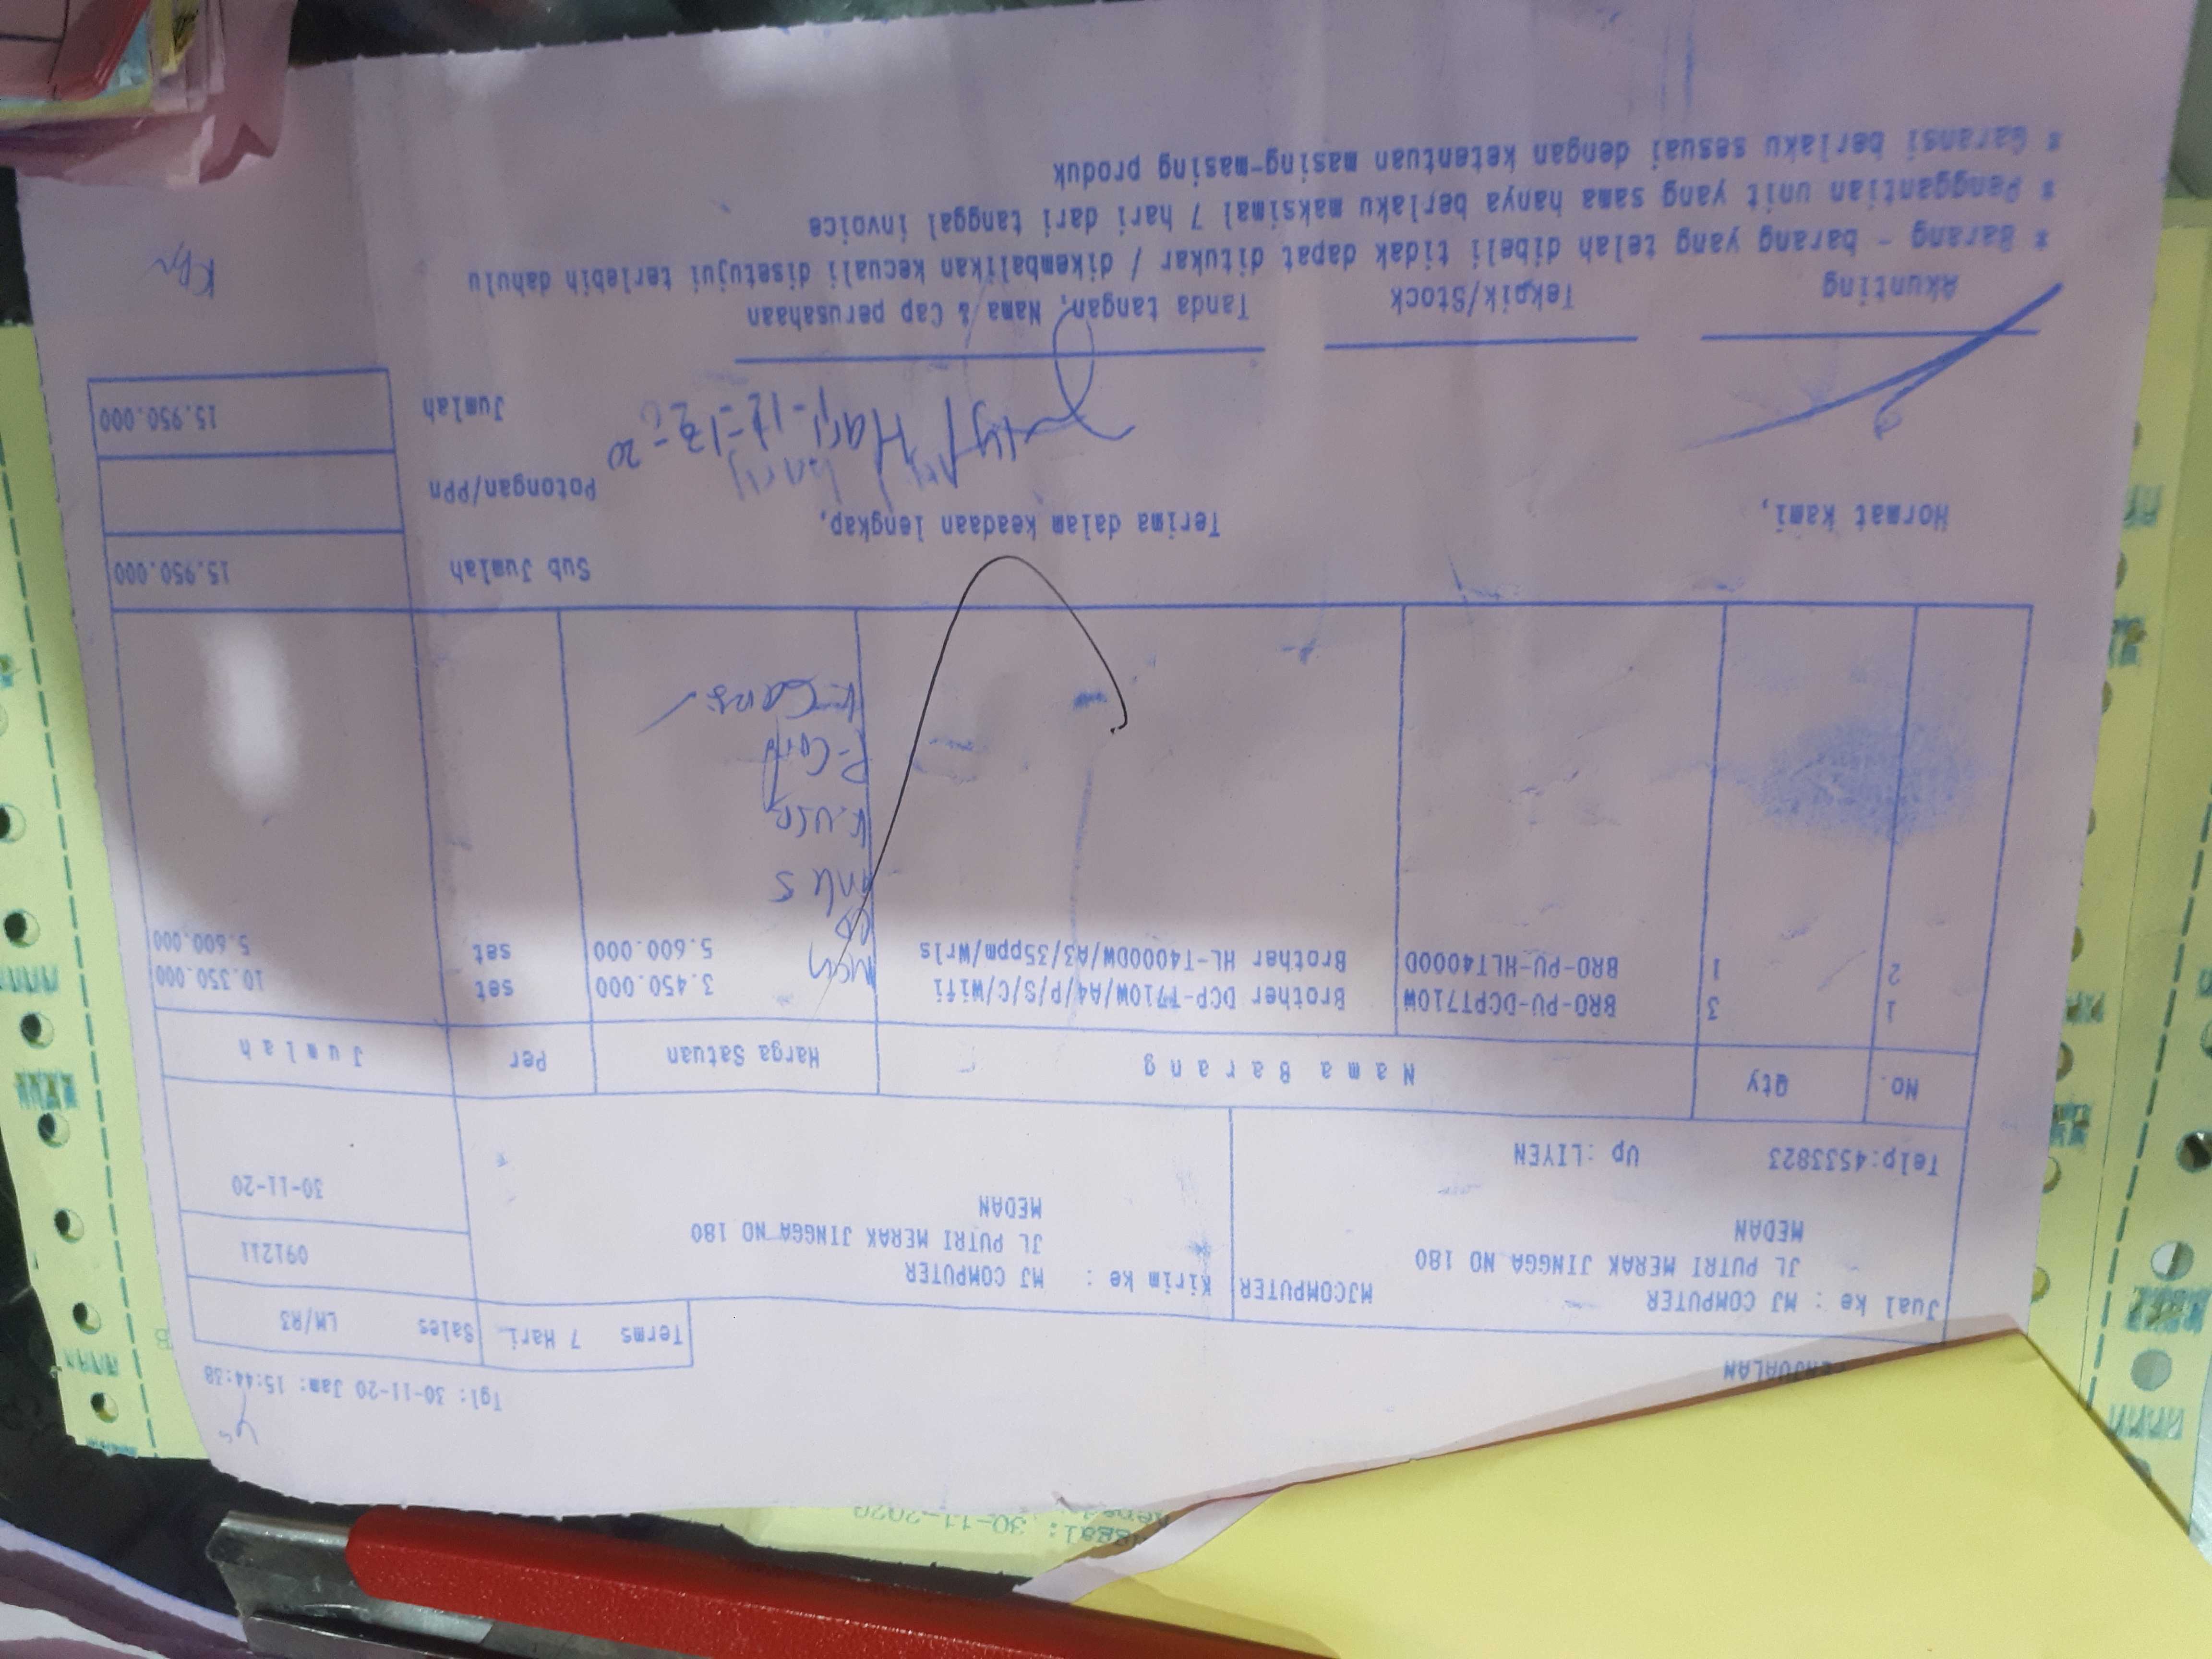 Tgl: 30-11-20 Jam: 15:44:38
Terms 7 Hari Sales LM/R3
Jual ke : MJ COMPUTER MJCOMPUTER
JL PUTRI MERAK JINGGA NO 180
MEDAN
Telp:4533823 Up :LIYEN
Kirim ke : MJ COMPUTER
JL PUTRI MERAK JINGGA NO 180
MEDAN
091211
30-11-20
No. Qty Nama Barang Harga Satuan Per Jumlah
1 3 BRO-PU-DCPT710W Brother DCP-T710W/A4/P/S/C/Wifi 3.450.000 set 10.350.000
2 1 BRO-PU-HLT4000D Brother HL-T4000DW/A3/35ppm/Wrls 5.600.000 set 5.600.000
K.USB
Sub Jumlah 15.950.000
Hormat kami, Terima dalam keadaan lengkap,
Potongan/PPn
Jumlah 15.950.000
Akunting Teknik/Stock Tanda tangan, Nama & Cap perusahaan
* Barang - barang yang telah dibeli tidak dapat ditukar / dikembalikan kecuali disetujui terlebih dahulu
* Panggantian unit yang sama hanya berlaku maksimal 7 hari dari tanggal invoice
* Garansi berlaku sesuai dengan ketentuan masing-masing produk